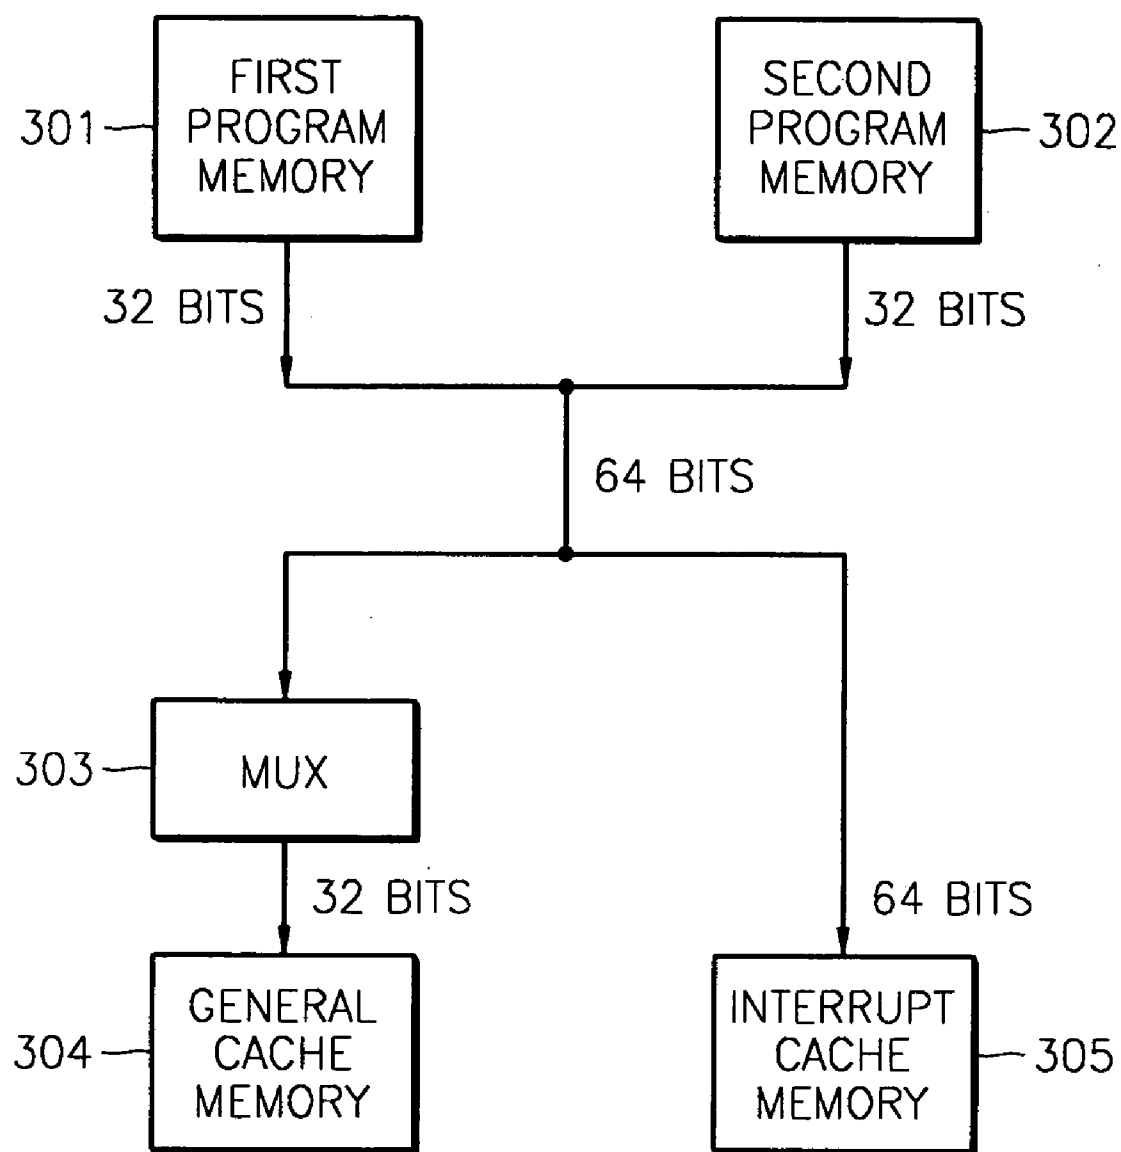 FIRST
PROGRAM
MEMORY
301
SECOND
PROGRAM
MEMORY
302
32 BITS
32 BITS
64 BITS
MUX
303
32 BITS
64 BITS
GENERAL
CACHE
MEMORY
304
INTERRUPT
CACHE
MEMORY
305